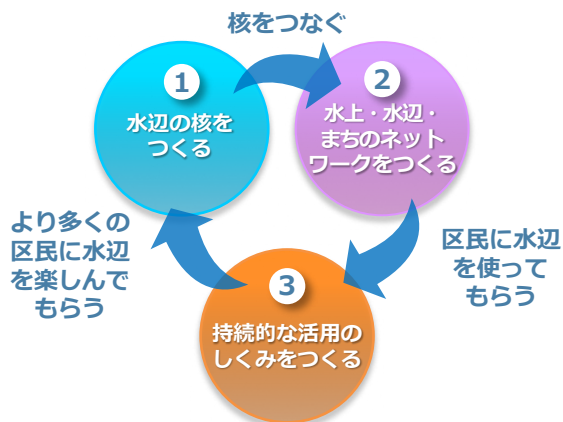 核をつなぐ
1
水辺の核を
つくる
2
水上・水辺・
まちのネット
ワークをつくる
区民に水辺
を使って
もらう
3
持続的な活用の
しくみをつくる
より多くの
区民に水辺
を楽しんで
もらう